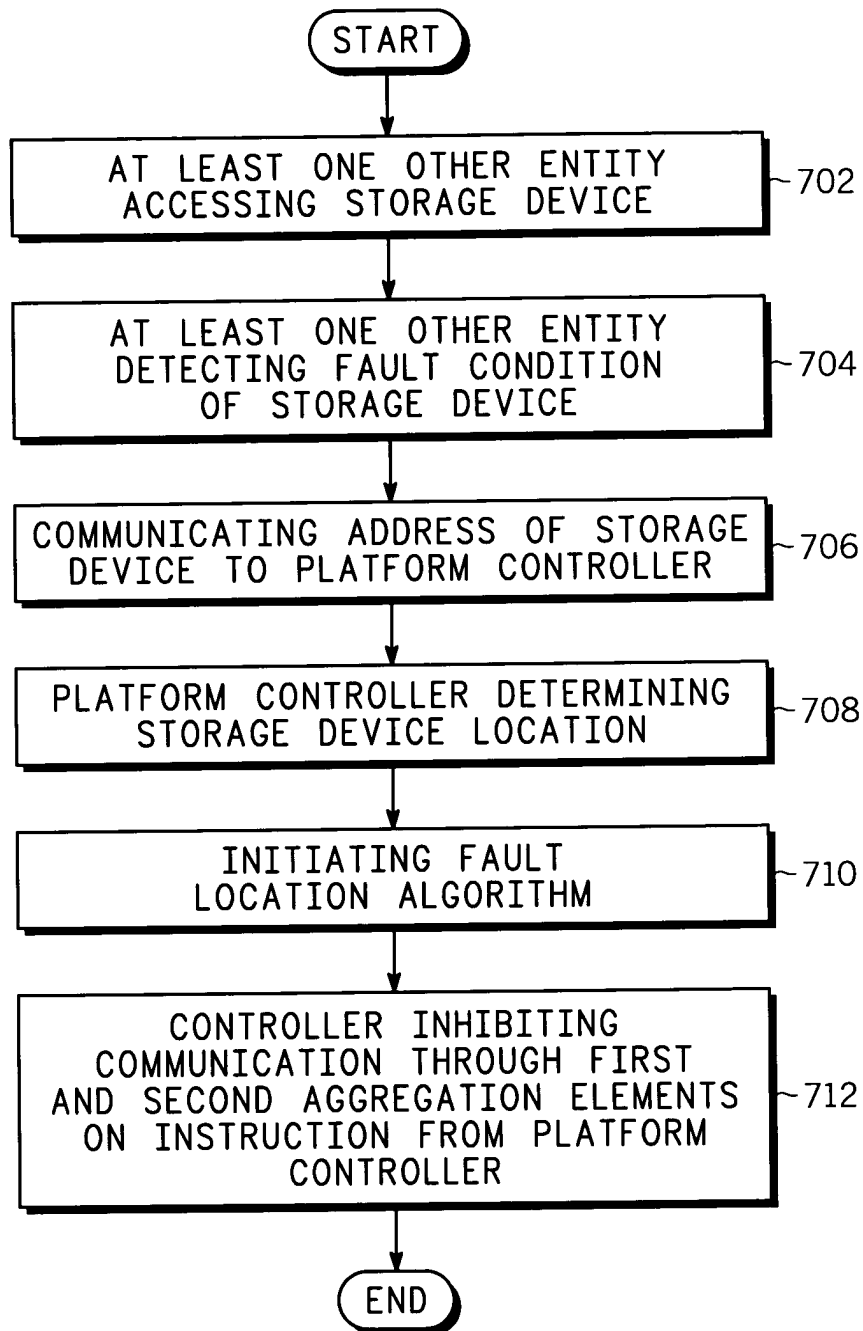 START
AT LEAST ONE OTHER ENTITY
ACCESSING STORAGE DEVICE
702
AT LEAST ONE OTHER ENTITY
DETECTING FAULT CONDITION
OF STORAGE DEVICE
704
COMMUNICATING ADDRESS OF STORAGE
DEVICE TO PLATFORM CONTROLLER
706
PLATFORM CONTROLLER DETERMINING
STORAGE DEVICE LOCATION
708
INITIATING FAULT
LOCATION ALGORITHM
710
CONTROLLER INHIBITING
COMMUNICATION THROUGH FIRST
AND SECOND AGGREGATION ELEMENTS
ON INSTRUCTION FROM PLATFORM
CONTROLLER
712
END